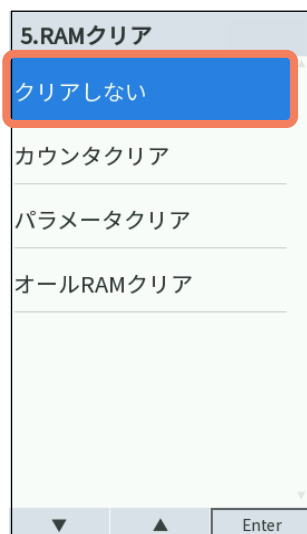 5.RAMクリア
クリアしない
カウンタクリア
パラメータクリア
オールRAMクリア
▼ ▲ Enter